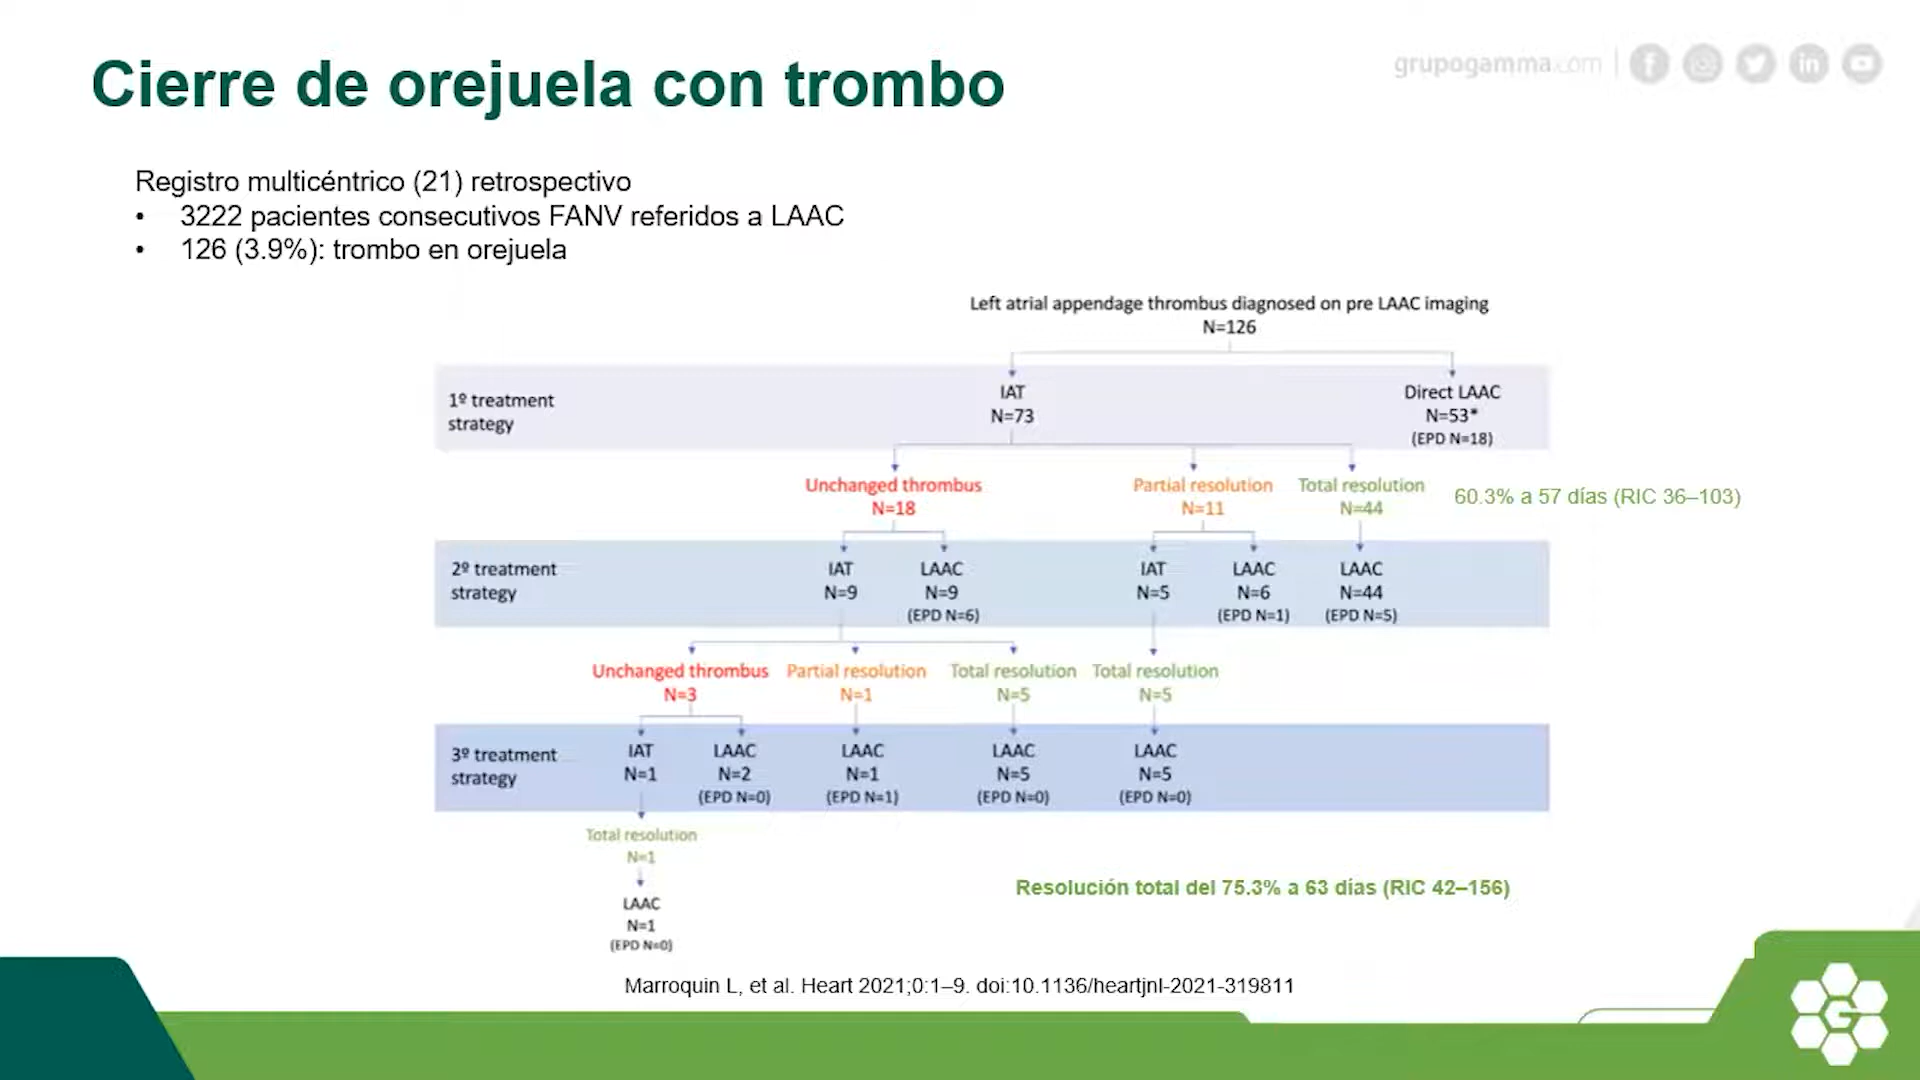 Cierre de orejuela con trombo
grupogamma.com
Registro multicéntrico (21) retrospectivo
• 3222 pacientes consecutivos FANV referidos a LAAC
• 126 (3.9%): trombo en orejuela
Left atrial appendage thrombus diagnosed on pre LAAC imaging
N=126
1º treatment
strategy
IAT
N=73
Direct LAAC
N=53*
(EPD N=18)
Unchanged thrombus
N=18
Partial resolution
N=11
Total resolution
N=44
60.3% a 57 días (RIC 36–103)
2º treatment
strategy
IAT
N=9
LAAC
N=9
(EPD N=6)
IAT
N=5
LAAC
N=6
(EPD N=1)
LAAC
N=44
(EPD N=5)
Unchanged thrombus
N=3
Partial resolution
N=1
Total resolution
N=5
Total resolution
N=5
3º treatment
strategy
IAT
N=1
LAAC
N=2
(EPD N=0)
LAAC
N=1
(EPD N=1)
LAAC
N=5
(EPD N=0)
LAAC
N=5
(EPD N=0)
Total resolution
N=1
LAAC
N=1
(EPD N=0)
Resolución total del 75.3% a 63 días (RIC 42–156)
Marroquin L, et al. Heart 2021;0:1–9. doi:10.1136/heartjnl-2021-319811